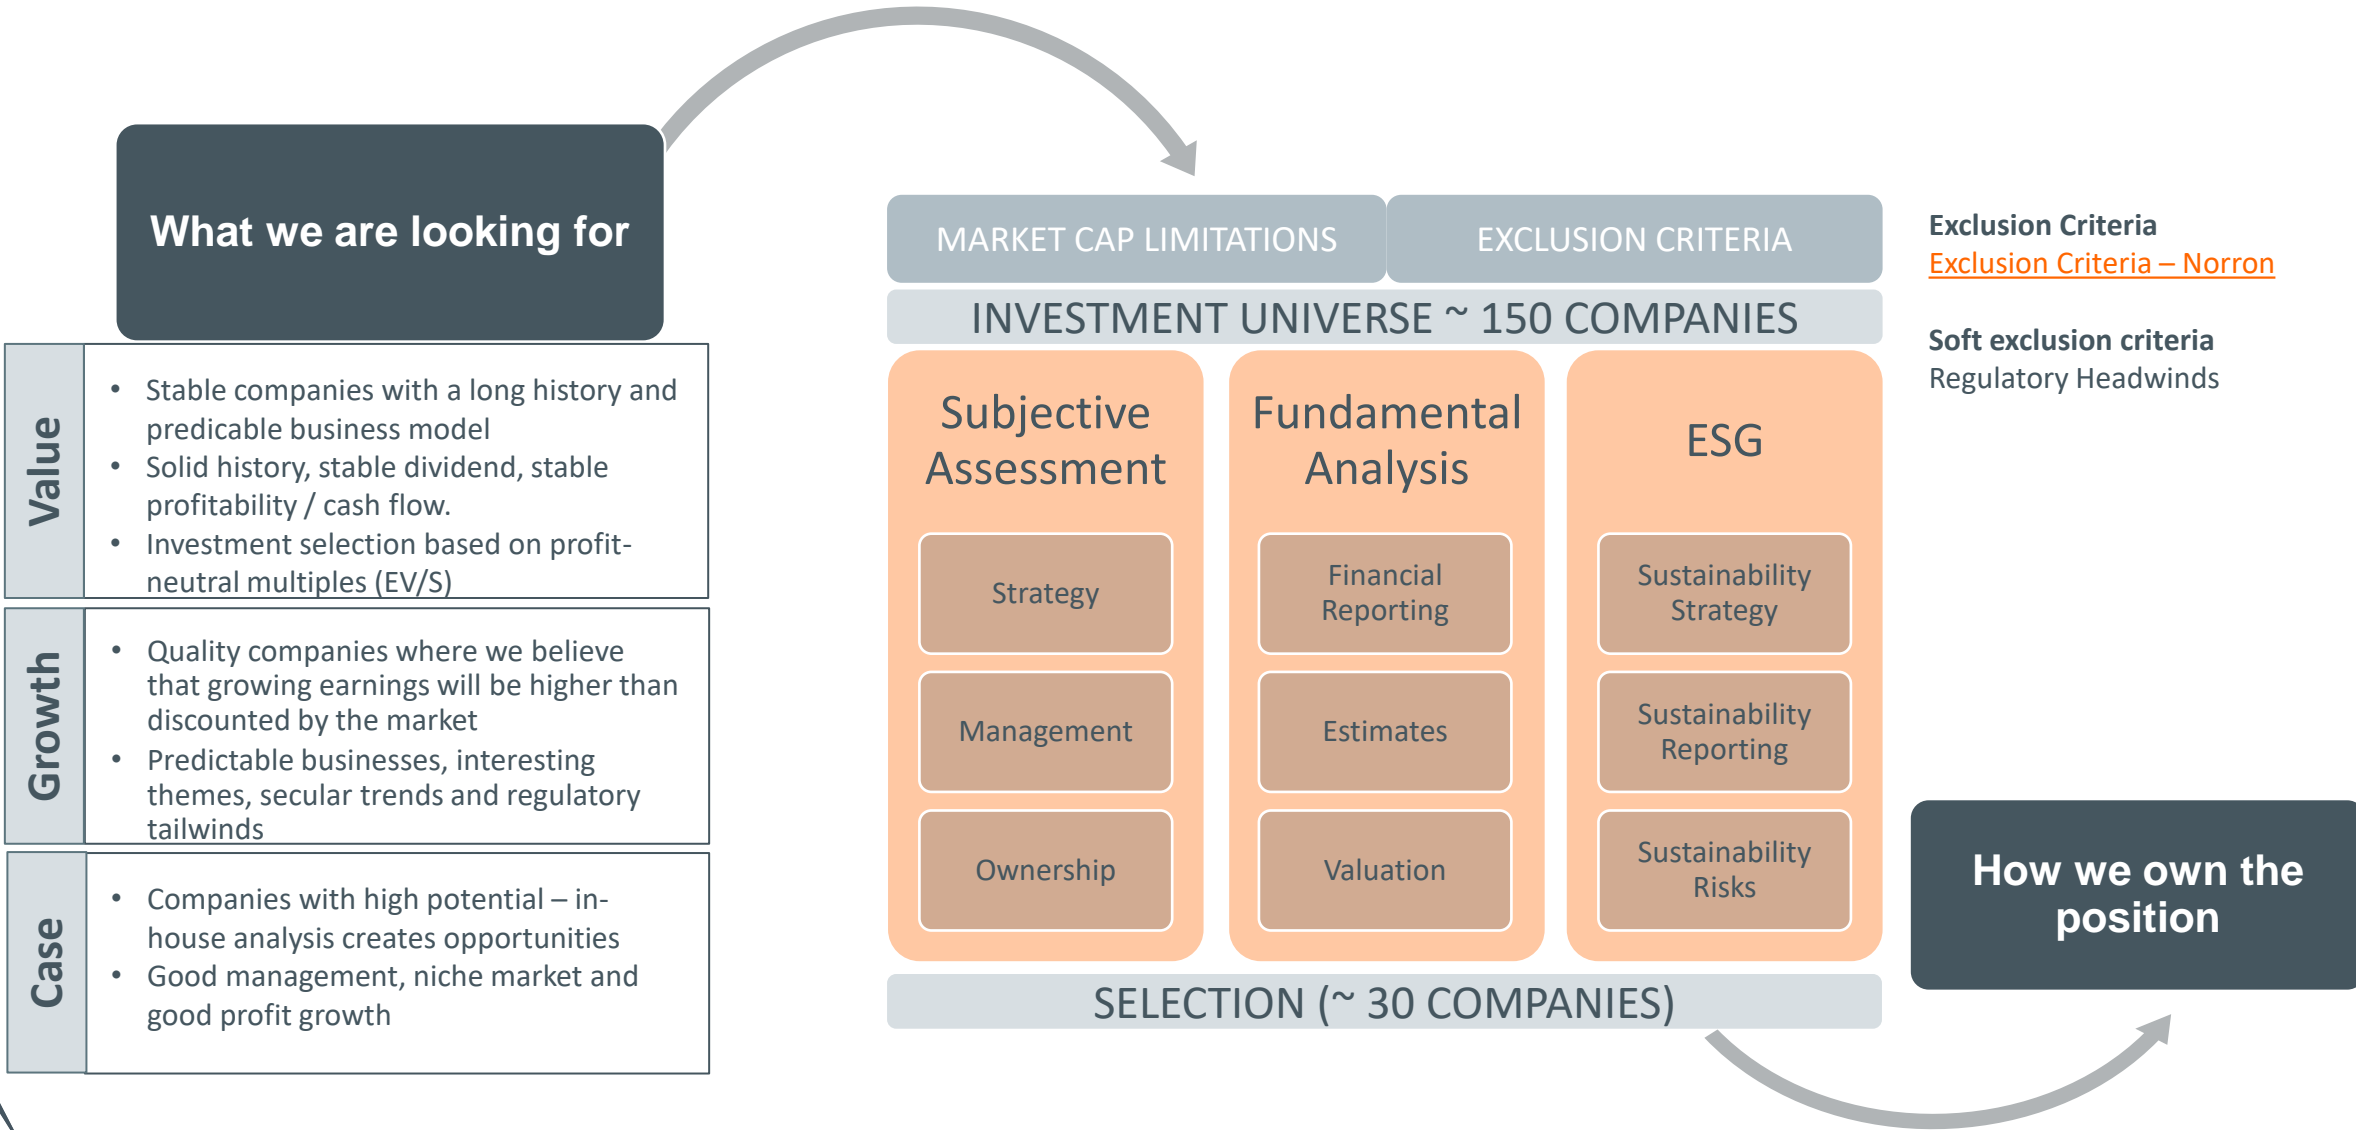 What we are looking for
Value
• Stable companies with a long history and
predicable business model
• Solid history, stable dividend, stable
profitability / cash flow.
• Investment selection based on profit-
neutral multiples (EV/S)
Growth
• Quality companies where we believe
that growing earnings will be higher than
discounted by the market
• Predictable businesses, interesting
themes, secular trends and regulatory
tailwinds
Case
• Companies with high potential – in-
house analysis creates opportunities
• Good management, niche market and
good profit growth
MARKET CAP LIMITATIONS
EXCLUSION CRITERIA
INVESTMENT UNIVERSE ~ 150 COMPANIES
Subjective
Assessment
Strategy
Management
Ownership
Fundamental
Analysis
Financial
Reporting
Estimates
Valuation
ESG
Sustainability
Strategy
Sustainability
Reporting
Sustainability
Risks
SELECTION (~ 30 COMPANIES)
Exclusion Criteria
Exclusion Criteria – Norron
Soft exclusion criteria
Regulatory Headwinds
How we own the
position